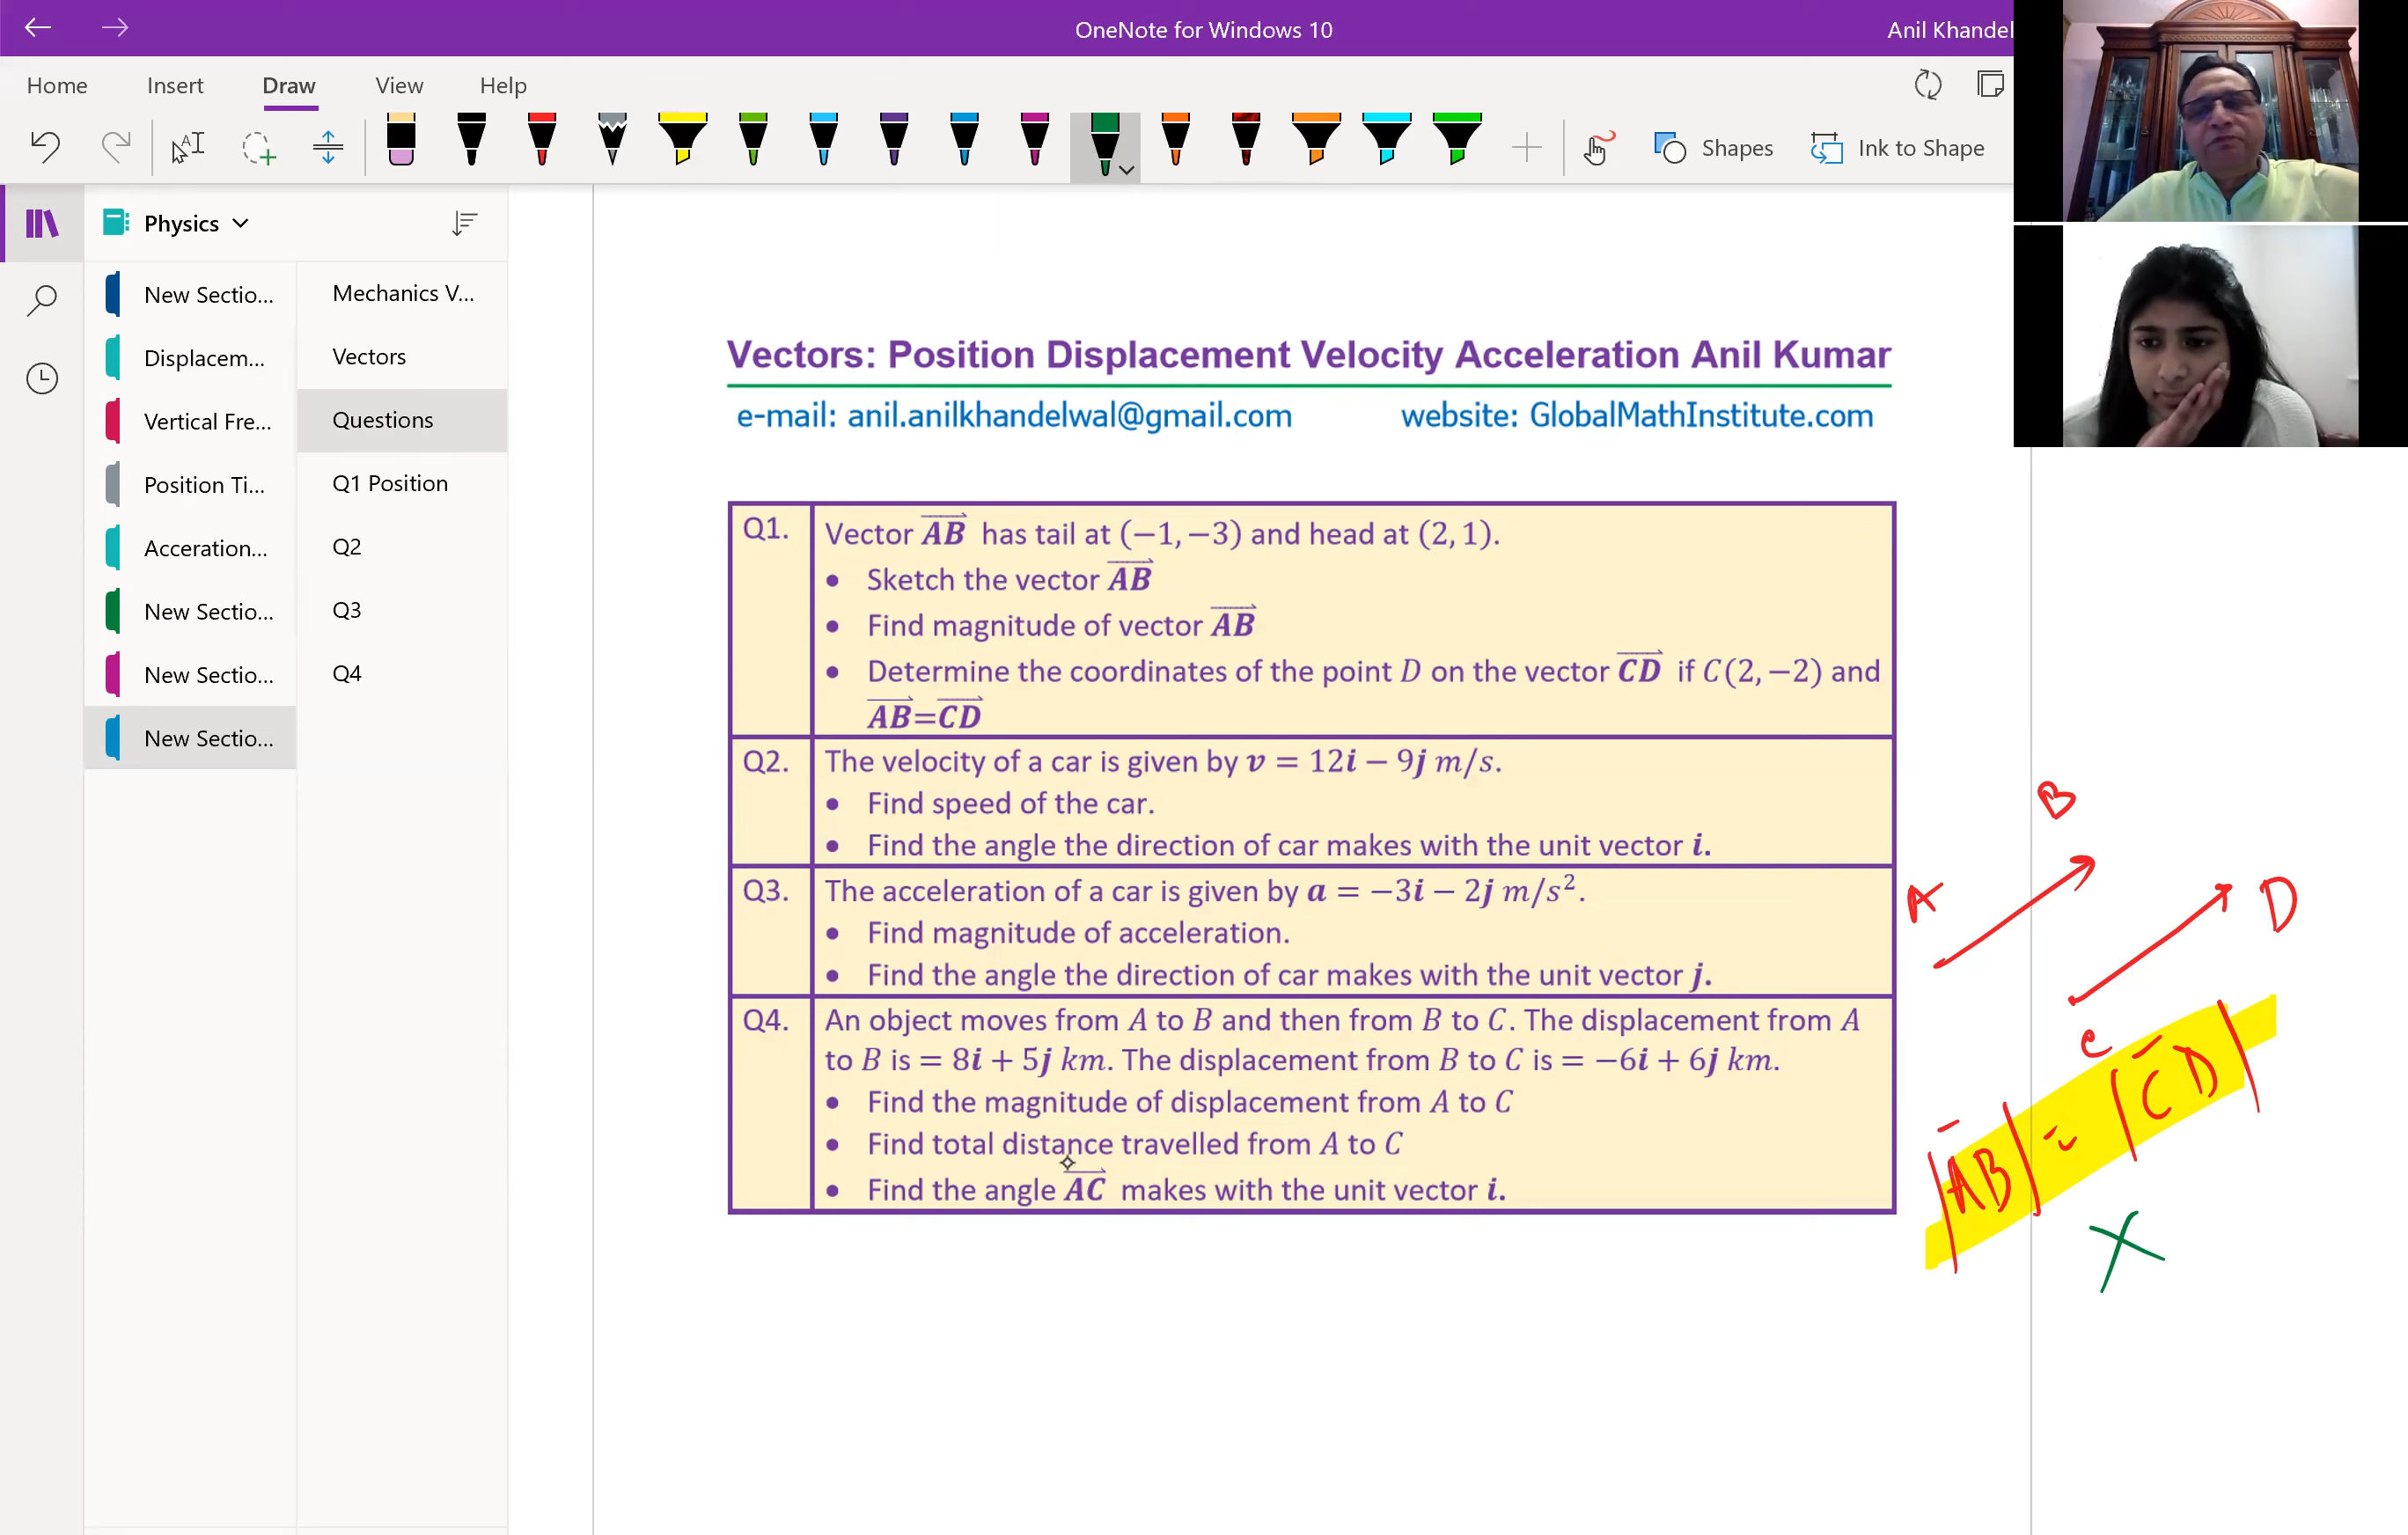 OneNote for Windows 10
Anil Khandel
Home Insert Draw View Help
Shapes
Ink to Shape
Physics
New Sectio...
Displacem...
Vertical Fre...
Position Ti...
Acceration...
New Sectio...
New Sectio...
New Sectio...
Mechanics V...
Vectors
Questions
Q1 Position
Q2
Q3
Q4
Vectors: Position Displacement Velocity Acceleration Anil Kumar
e-mail: anil.anilkhandelwal@gmail.com website: GlobalMathInstitute.com
Q1. Vector AB has tail at (−1, −3) and head at (2, 1).
• Sketch the vector AB
• Find magnitude of vector AB
• Determine the coordinates of the point D on the vector CD if C(2, −2) and
AB=CD
Q2. The velocity of a car is given by v = 12i − 9j m/s.
• Find speed of the car.
• Find the angle the direction of car makes with the unit vector i.
Q3. The acceleration of a car is given by a = −3i − 2j m/s².
• Find magnitude of acceleration.
• Find the angle the direction of car makes with the unit vector j.
Q4. An object moves from A to B and then from B to C. The displacement from A
to B is = 8i + 5j km. The displacement from B to C is = −6i + 6j km.
• Find the magnitude of displacement from A to C
• Find total distance travelled from A to C
• Find the angle AC makes with the unit vector i.
B
A
D
C
|AB| = |CD|